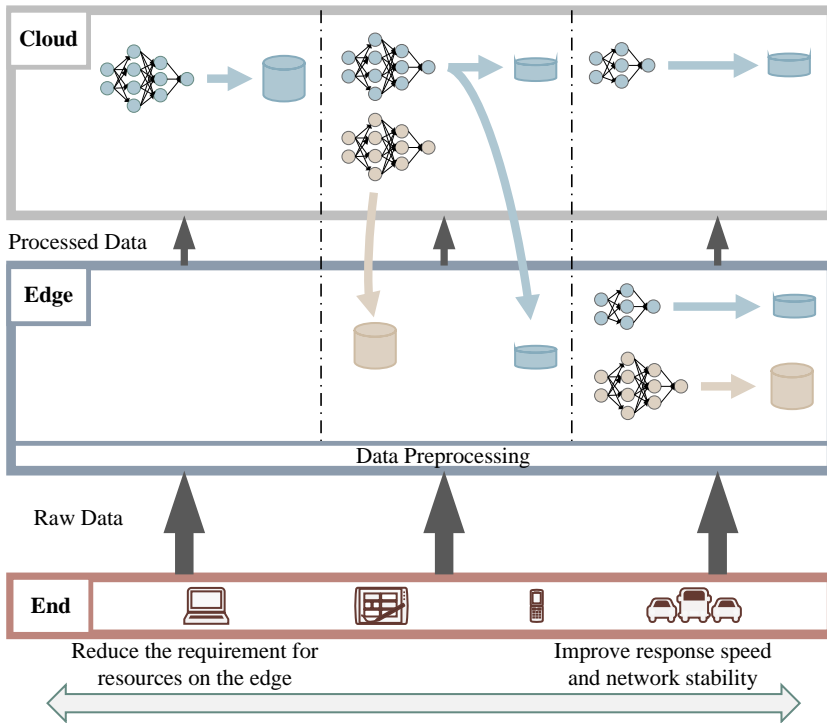 Cloud
Processed Data
Edge
Data Preprocessing
Raw Data
End
Reduce the requirement for
resources on the edge
Improve response speed
and network stability